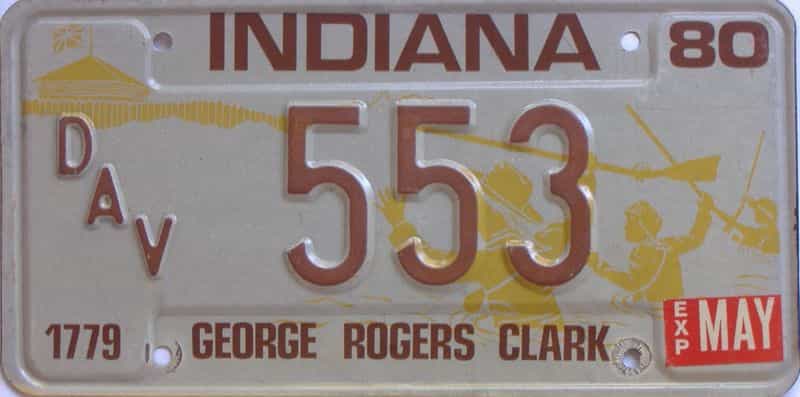 INDIANA 80
DAV 553
1779 GEORGE ROGERS CLARK
EXP MAY